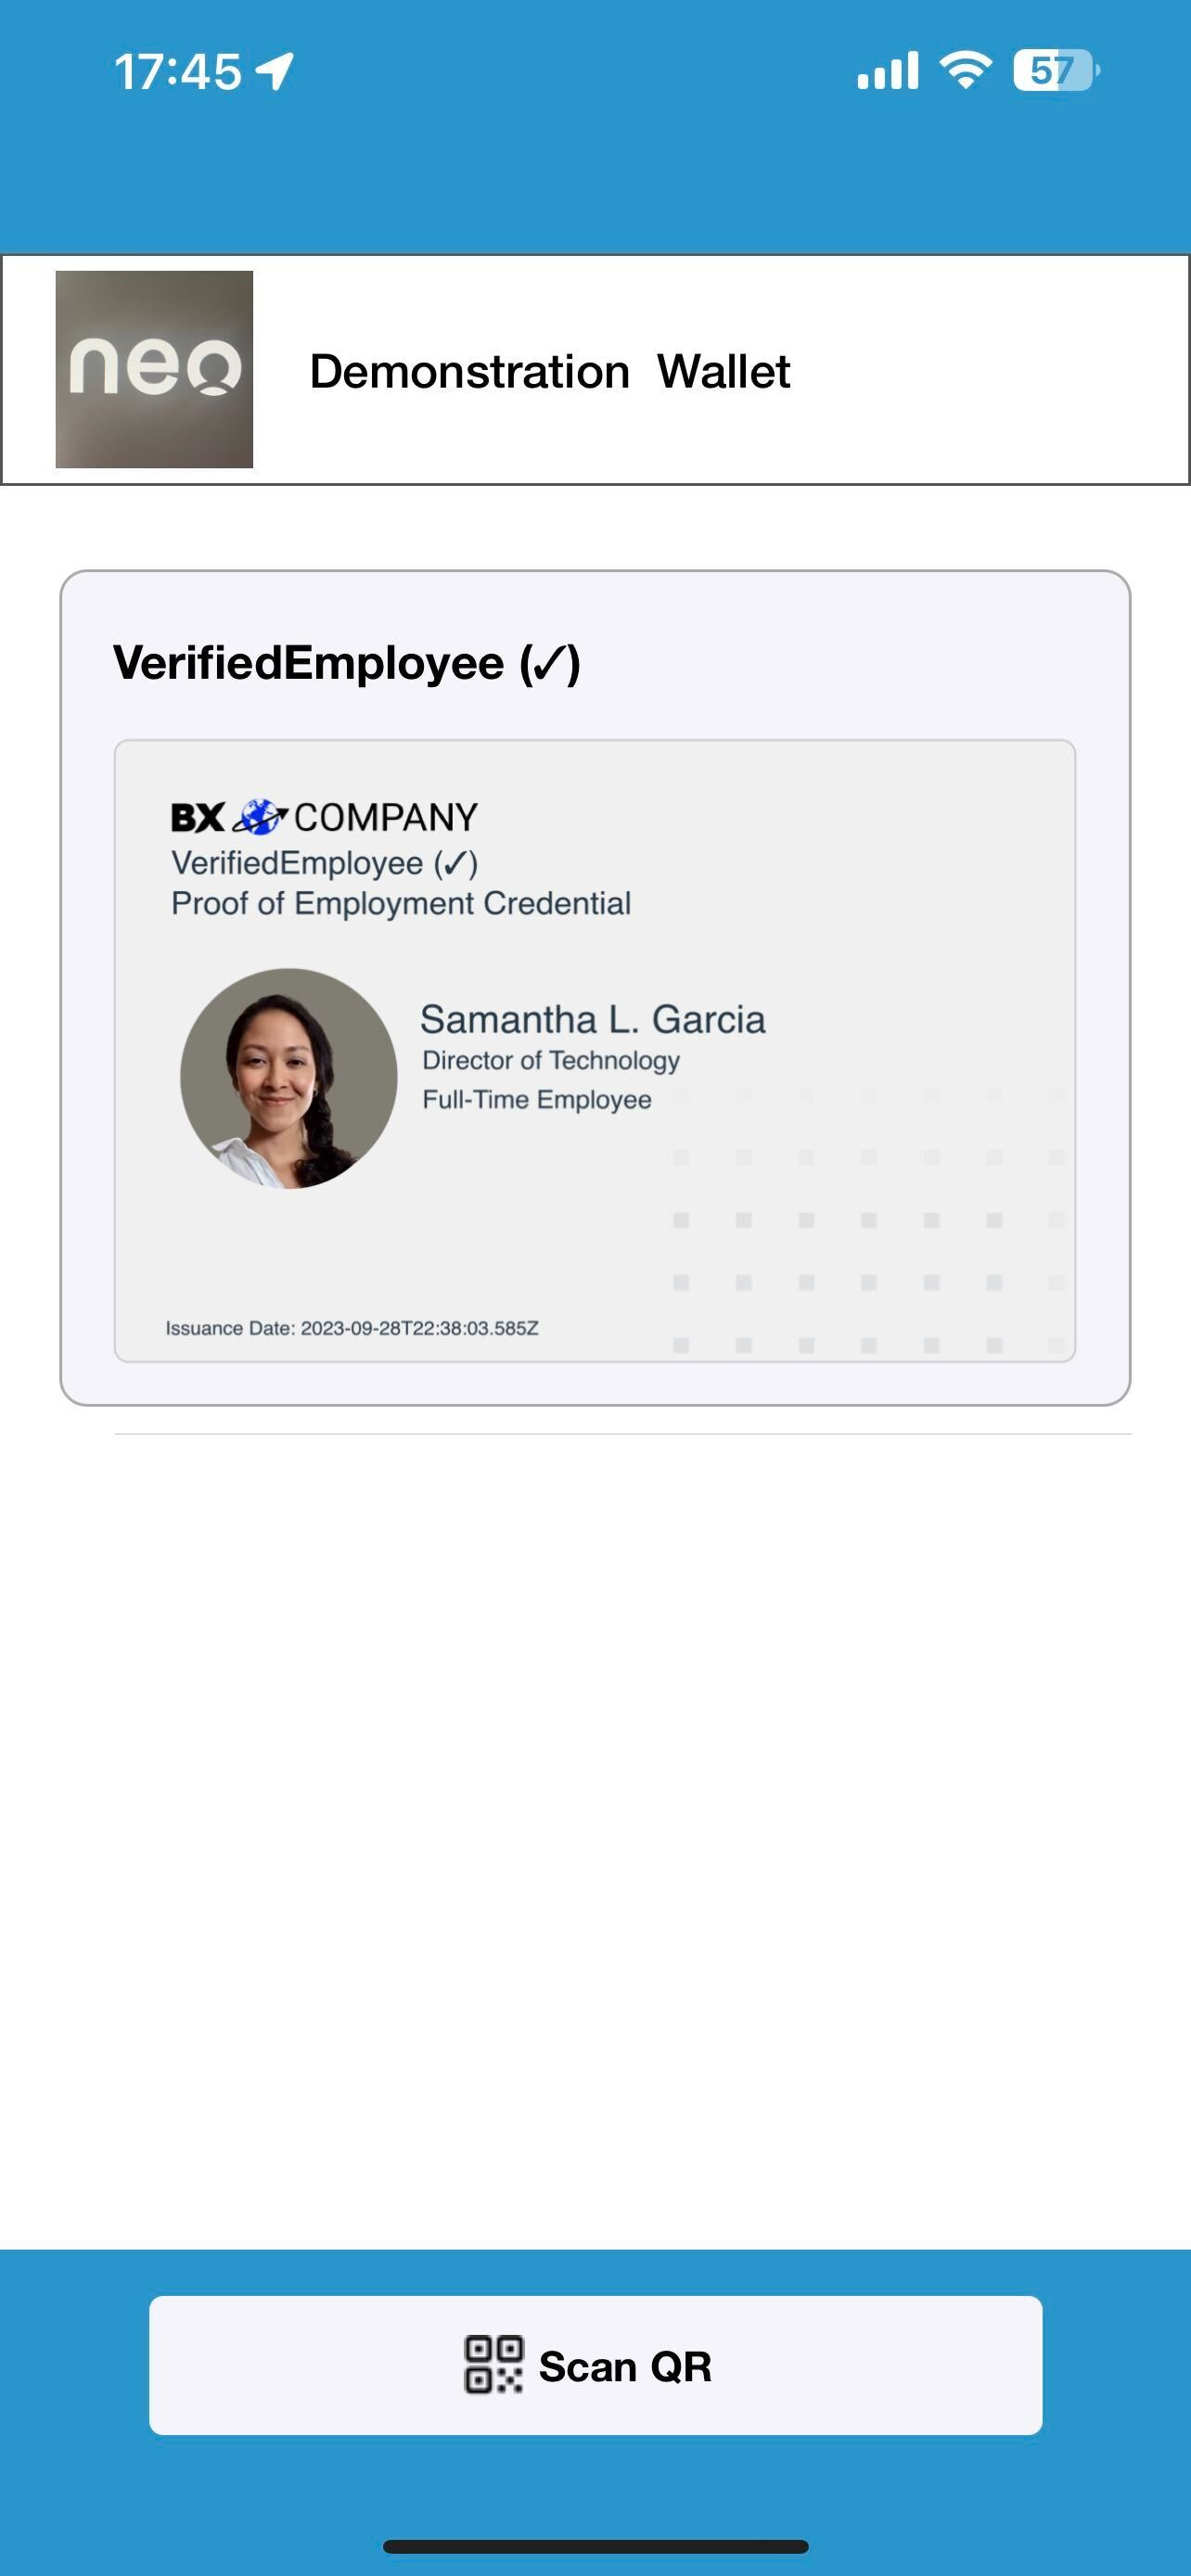 17:45
57
neo
Demonstration Wallet
VerifiedEmployee (✓)
BX COMPANY
VerifiedEmployee (✓)
Proof of Employment Credential
Samantha L. Garcia
Director of Technology
Full-Time Employee
Issuance Date: 2023-09-28T22:38:03.585Z
Scan QR